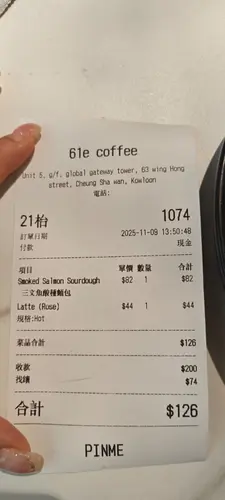 61e coffee
Unit 5, g/f, global gateway tower, 63 wing Hong
street, Cheung Sha wan, Kowloon
電話:
21枱 1074
訂單日期 2025-11-09 13:50:48
付款 現金
項目 單價 數量 合計
Smoked Salmon Sourdough $82 1 $82
三文魚酸種麵包
Latte (Rose) $44 1 $44
規格:Hot
菜品合計 $126
收款 $200
找續 $74
合計 $126
PINME